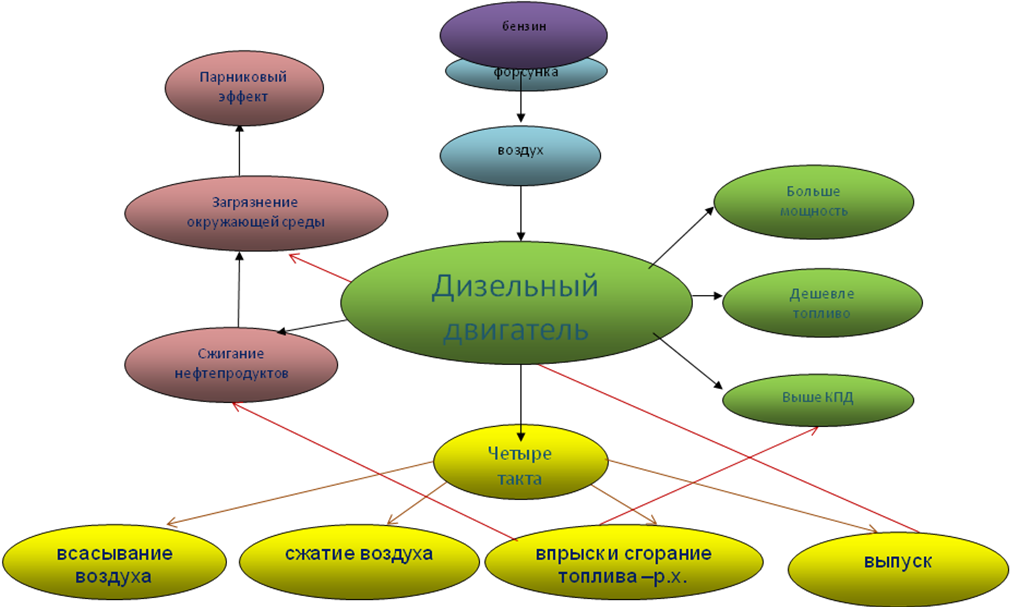 бензин
форсунка
Парниковый
эффект
воздух
Загрязнение
окружающей среды
Больше
мощность
Дизельный
двигатель
Дешевле
топливо
Сжигание
нефтепродуктов
Выше КПД
Четыре
такта
всасывание
воздуха
сжатие воздуха
впрыск и сгорание
топлива –р.х.
выпуск